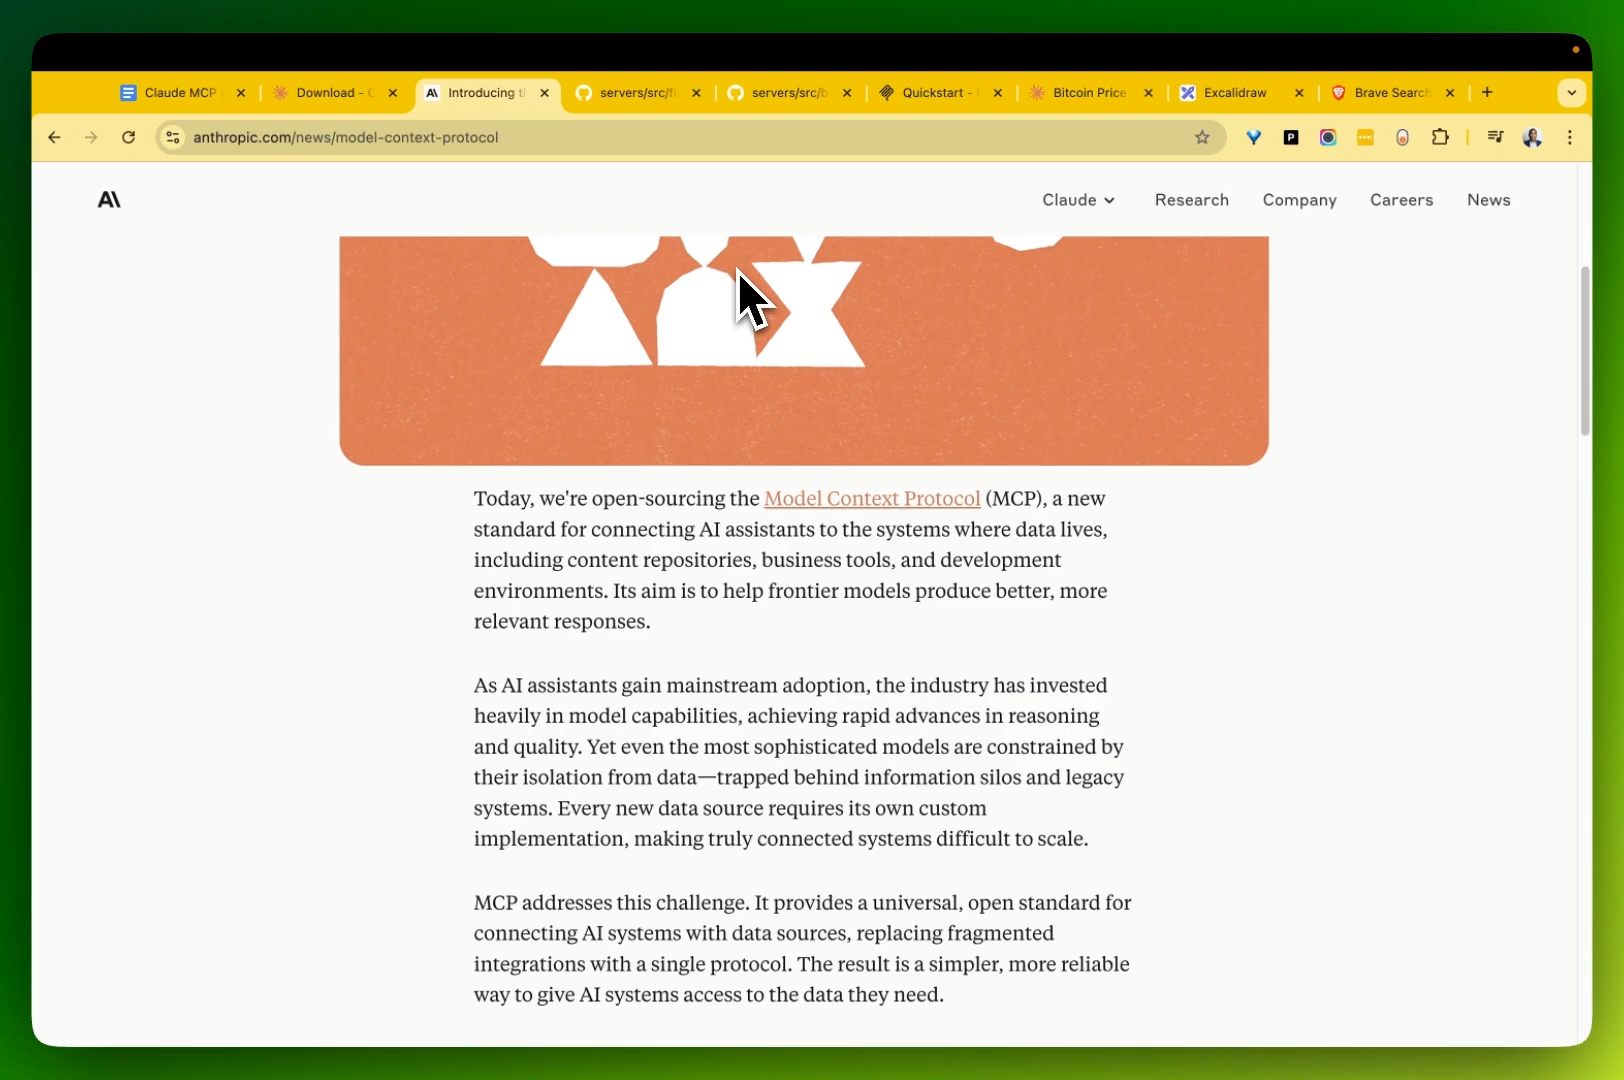 Claude MCP
Download -
Introducing
servers/src/
servers/src/b
Quickstart -
Bitcoin Price
Excalidraw
Brave Search
anthropic.com/news/model-context-protocol
A\
Claude
Research
Company
Careers
News
Today, we're open-sourcing the Model Context Protocol (MCP), a new
standard for connecting AI assistants to the systems where data lives,
including content repositories, business tools, and development
environments. Its aim is to help frontier models produce better, more
relevant responses.
As AI assistants gain mainstream adoption, the industry has invested
heavily in model capabilities, achieving rapid advances in reasoning
and quality. Yet even the most sophisticated models are constrained by
their isolation from data—trapped behind information silos and legacy
systems. Every new data source requires its own custom
implementation, making truly connected systems difficult to scale.
MCP addresses this challenge. It provides a universal, open standard for
connecting AI systems with data sources, replacing fragmented
integrations with a single protocol. The result is a simpler, more reliable
way to give AI systems access to the data they need.